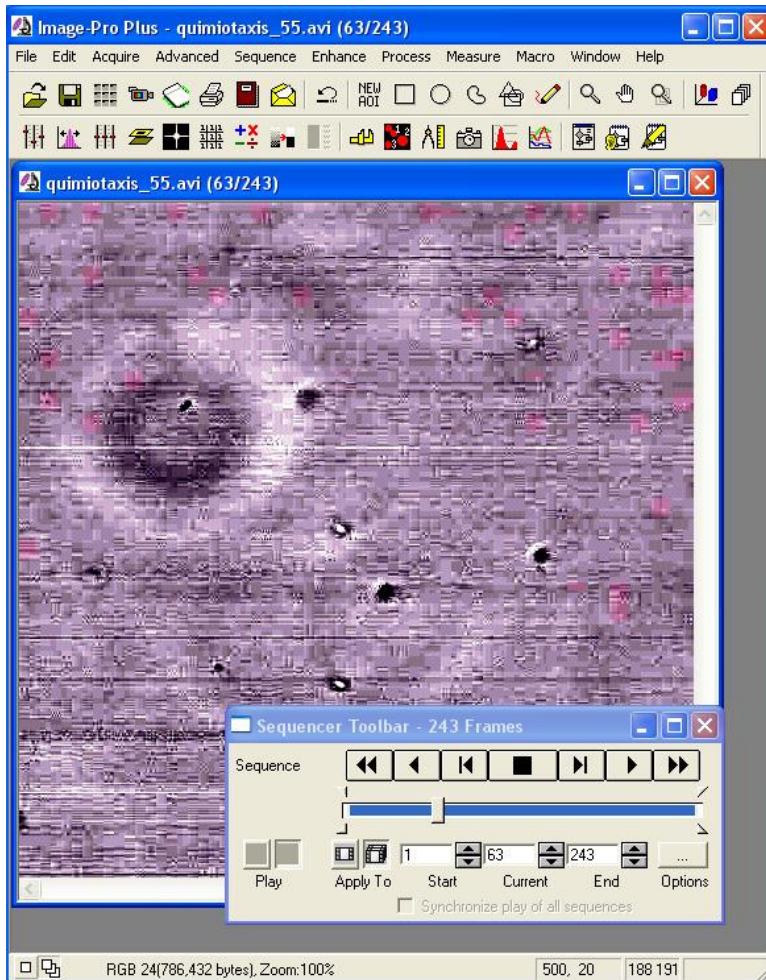 Image-Pro Plus - quimiotaxis_55.avi (63/243)
File Edit Acquire Advanced Sequence Enhance Process Measure Macro Window Help
NEW
AOI
quimiotaxis_55.avi (63/243)
Sequencer Toolbar - 243 Frames
Sequence
1 63 243 ...
Play Apply To Start Current End Options
Synchronize play of all sequences
RGB 24(786,432 bytes), Zoom:100% 500, 20 188 191